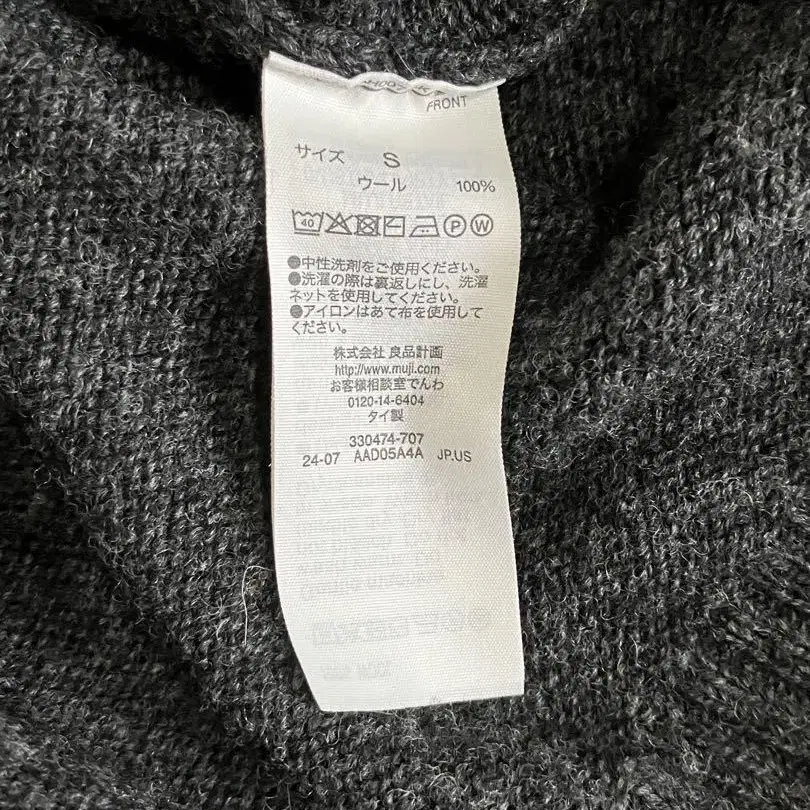 FRONT
サイズ S
ウール 100%
40 P W
●中性洗剤をご使用ください。
●洗濯の際は裏返しにし、洗濯
ネットを使用してください。
●アイロンはあて布を使用して
ください。
株式会社 良品計画
http://www.muji.com
お客様相談室でんわ
0120-14-6404
タイ製
330474-707
24-07 AAD05A4A JP.US